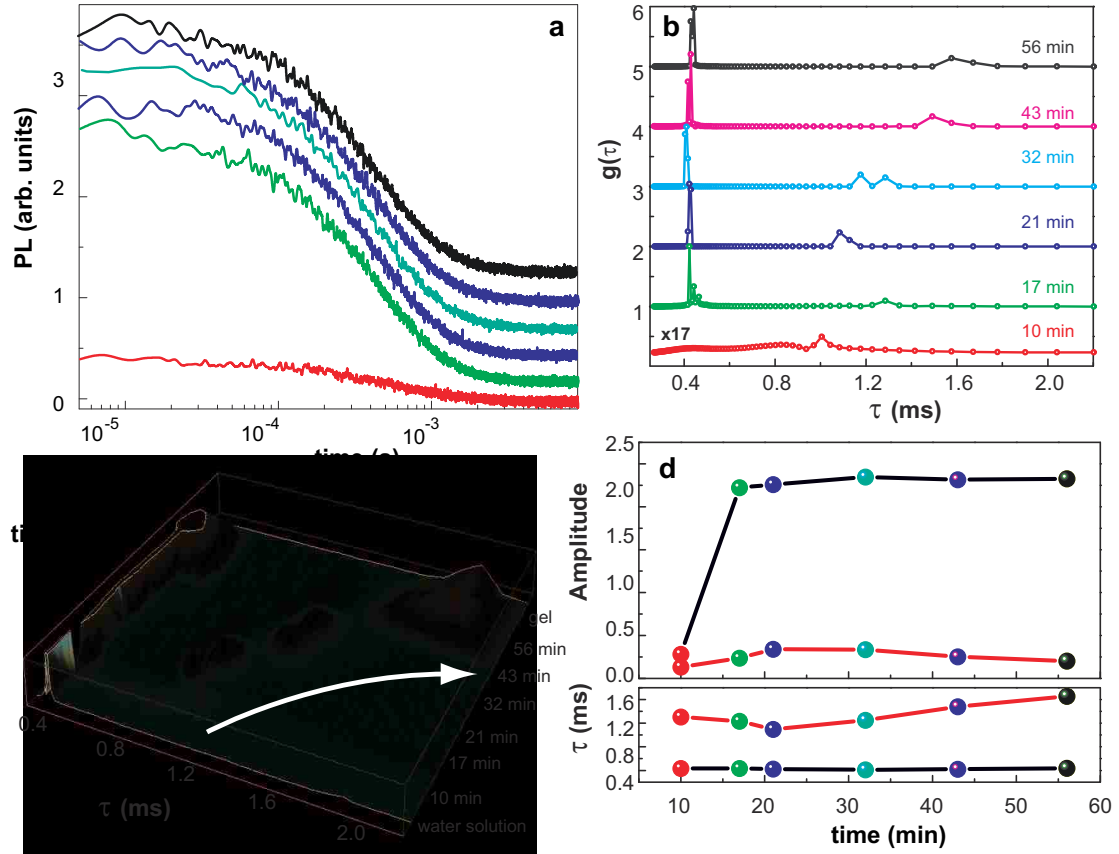 a
PL (arb. units)
3
2
1
0
10-5
10-4
10-3
time (s)
b
g(τ)
5
4
3
2
1
56 min
43 min
32 min
21 min
17 min
10 min
x17
0.4
0.8
1.2
1.6
2.0
τ (ms)
ti
gel
56 min
43 min
32 min
21 min
17 min
10 min
water solution
0.4
0.8
1.2
1.6
2.0
τ (ms)
d
Amplitude
2.5
2.0
1.5
1.0
0.5
0.0
τ (ms)
1.6
1.2
0.8
0.4
10
20
30
40
50
60
time (min)